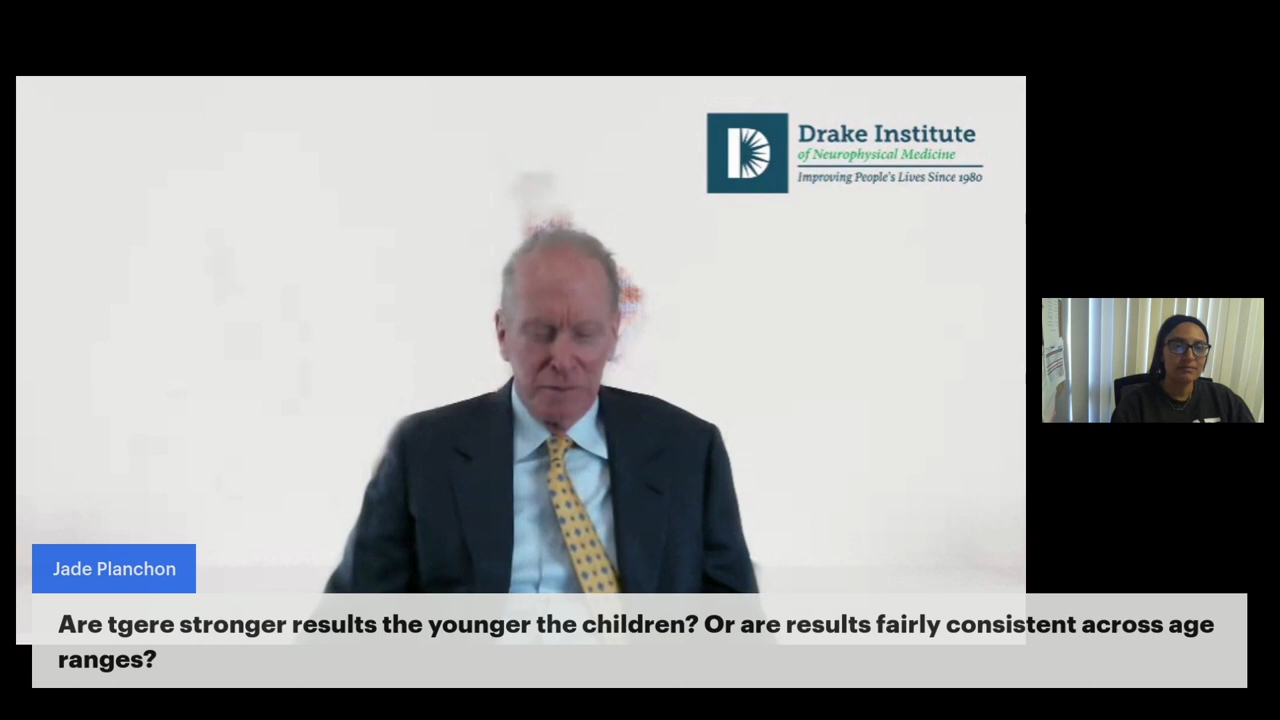 Drake Institute
of Neurophysical Medicine
Improving People's Lives Since 1980
Jade Planchon
Are tgere stronger results the younger the children? Or are results fairly consistent across age
ranges?